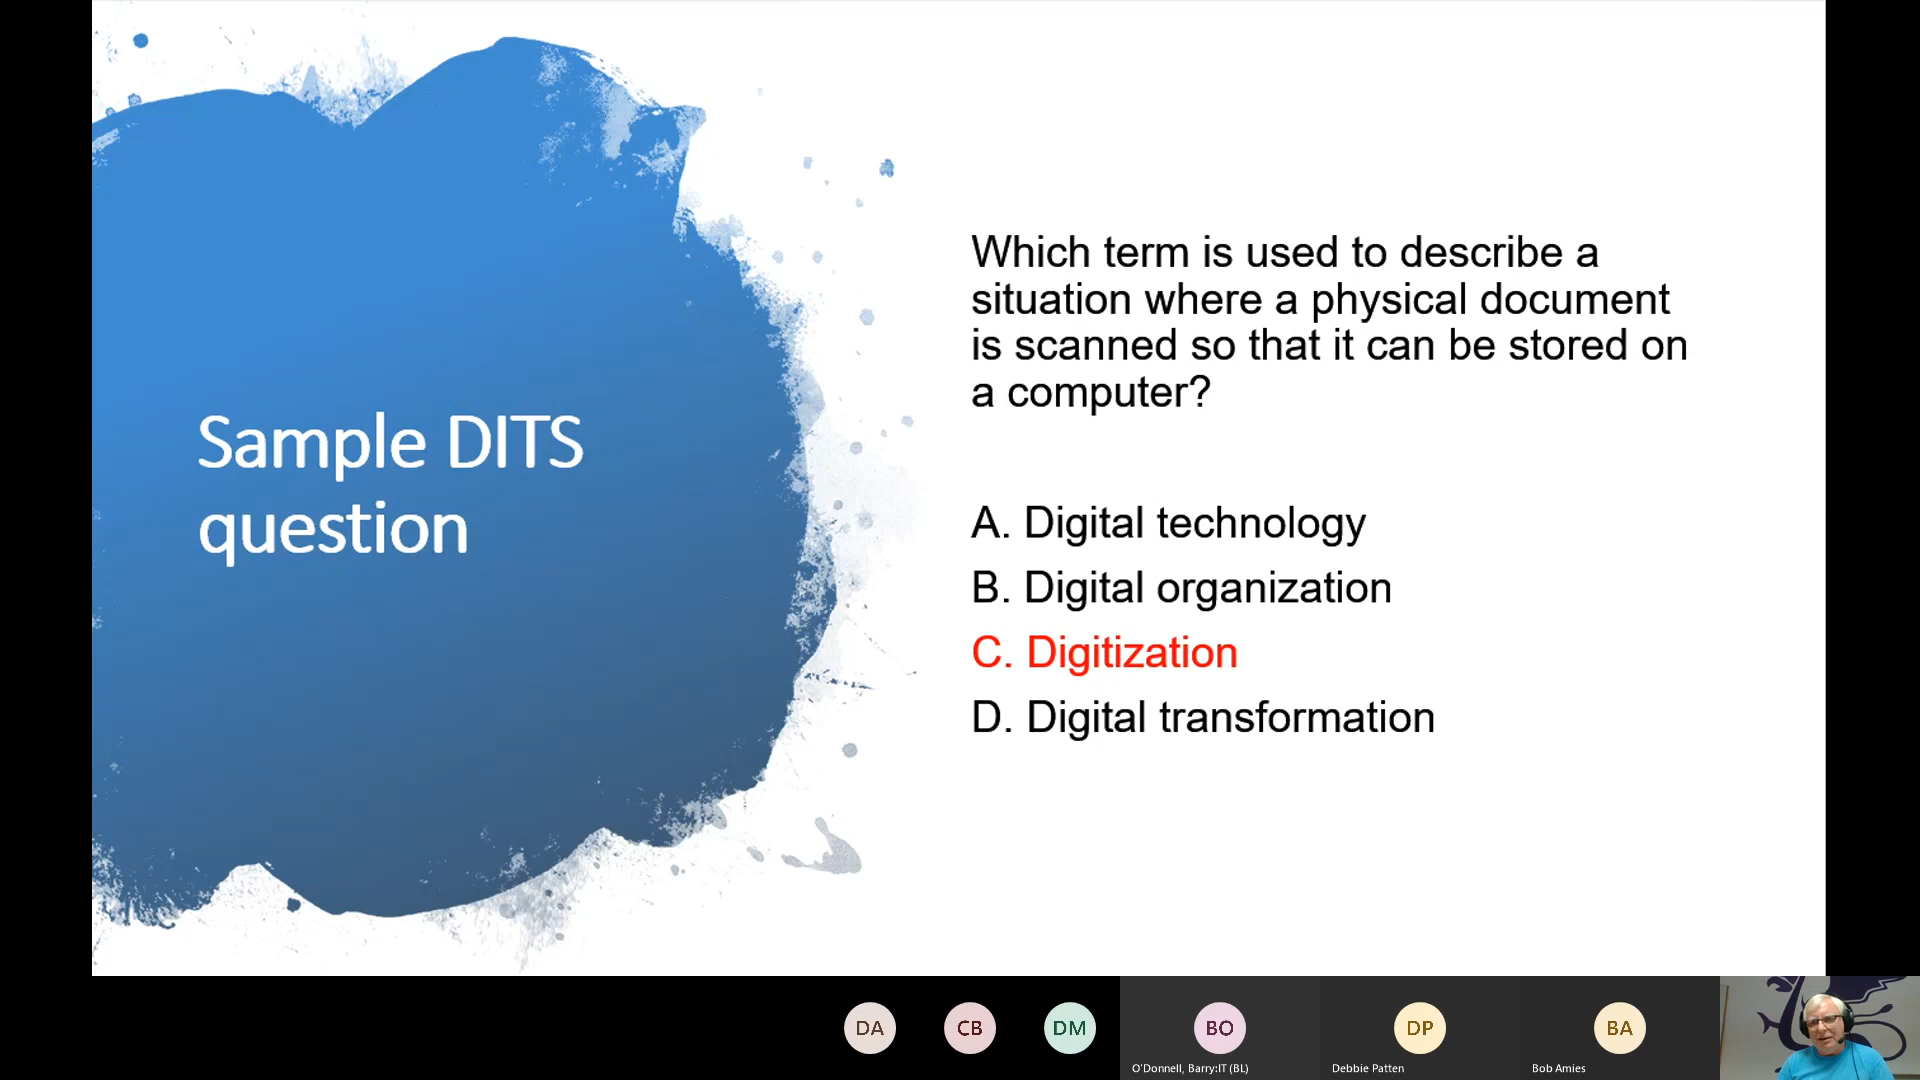 Sample DITS
question
Which term is used to describe a
situation where a physical document
is scanned so that it can be stored on
a computer?
A. Digital technology
B. Digital organization
C. Digitization
D. Digital transformation
DA
CB
DM
BO
DP
BA
O'Donnell, Barry:IT (BL)
Debbie Patten
Bob Amies